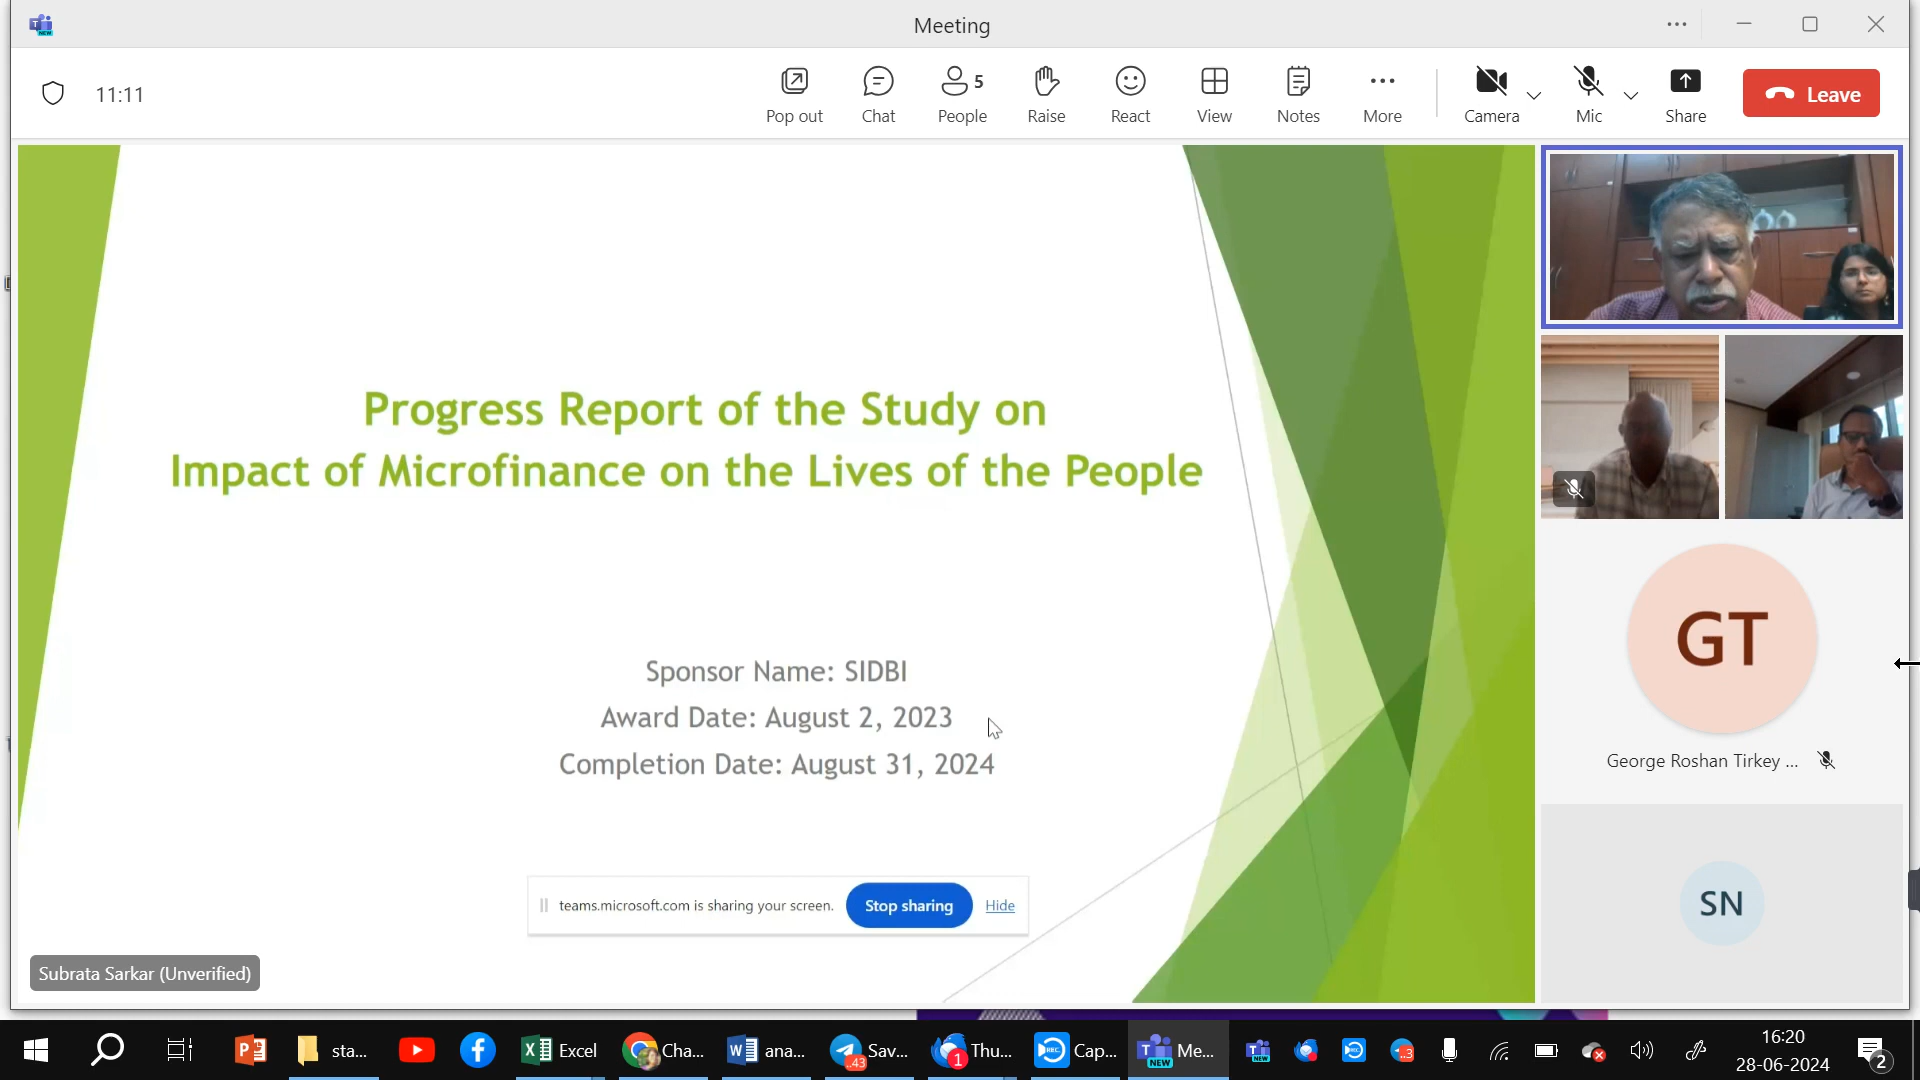 Meeting
11:11
Pop out
Chat
5
People
Raise
React
View
Notes
More
Camera
Mic
Share
Leave
Progress Report of the Study on
Impact of Microfinance on the Lives of the People
Sponsor Name: SIDBI
Award Date: August 2, 2023
Completion Date: August 31, 2024
teams.microsoft.com is sharing your screen.
Stop sharing
Hide
Subrata Sarkar (Unverified)
GT
George Roshan Tirkey ...
SN
sta...
Excel
Cha...
ana...
Sav...
.43
Thu...
1
Cap...
Me...
NEW
16:20
28-06-2024
2